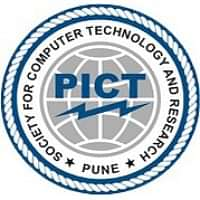 SOCIETY FOR COMPUTER TECHNOLOGY AND RESEARCH
PICT
★ PUNE ★